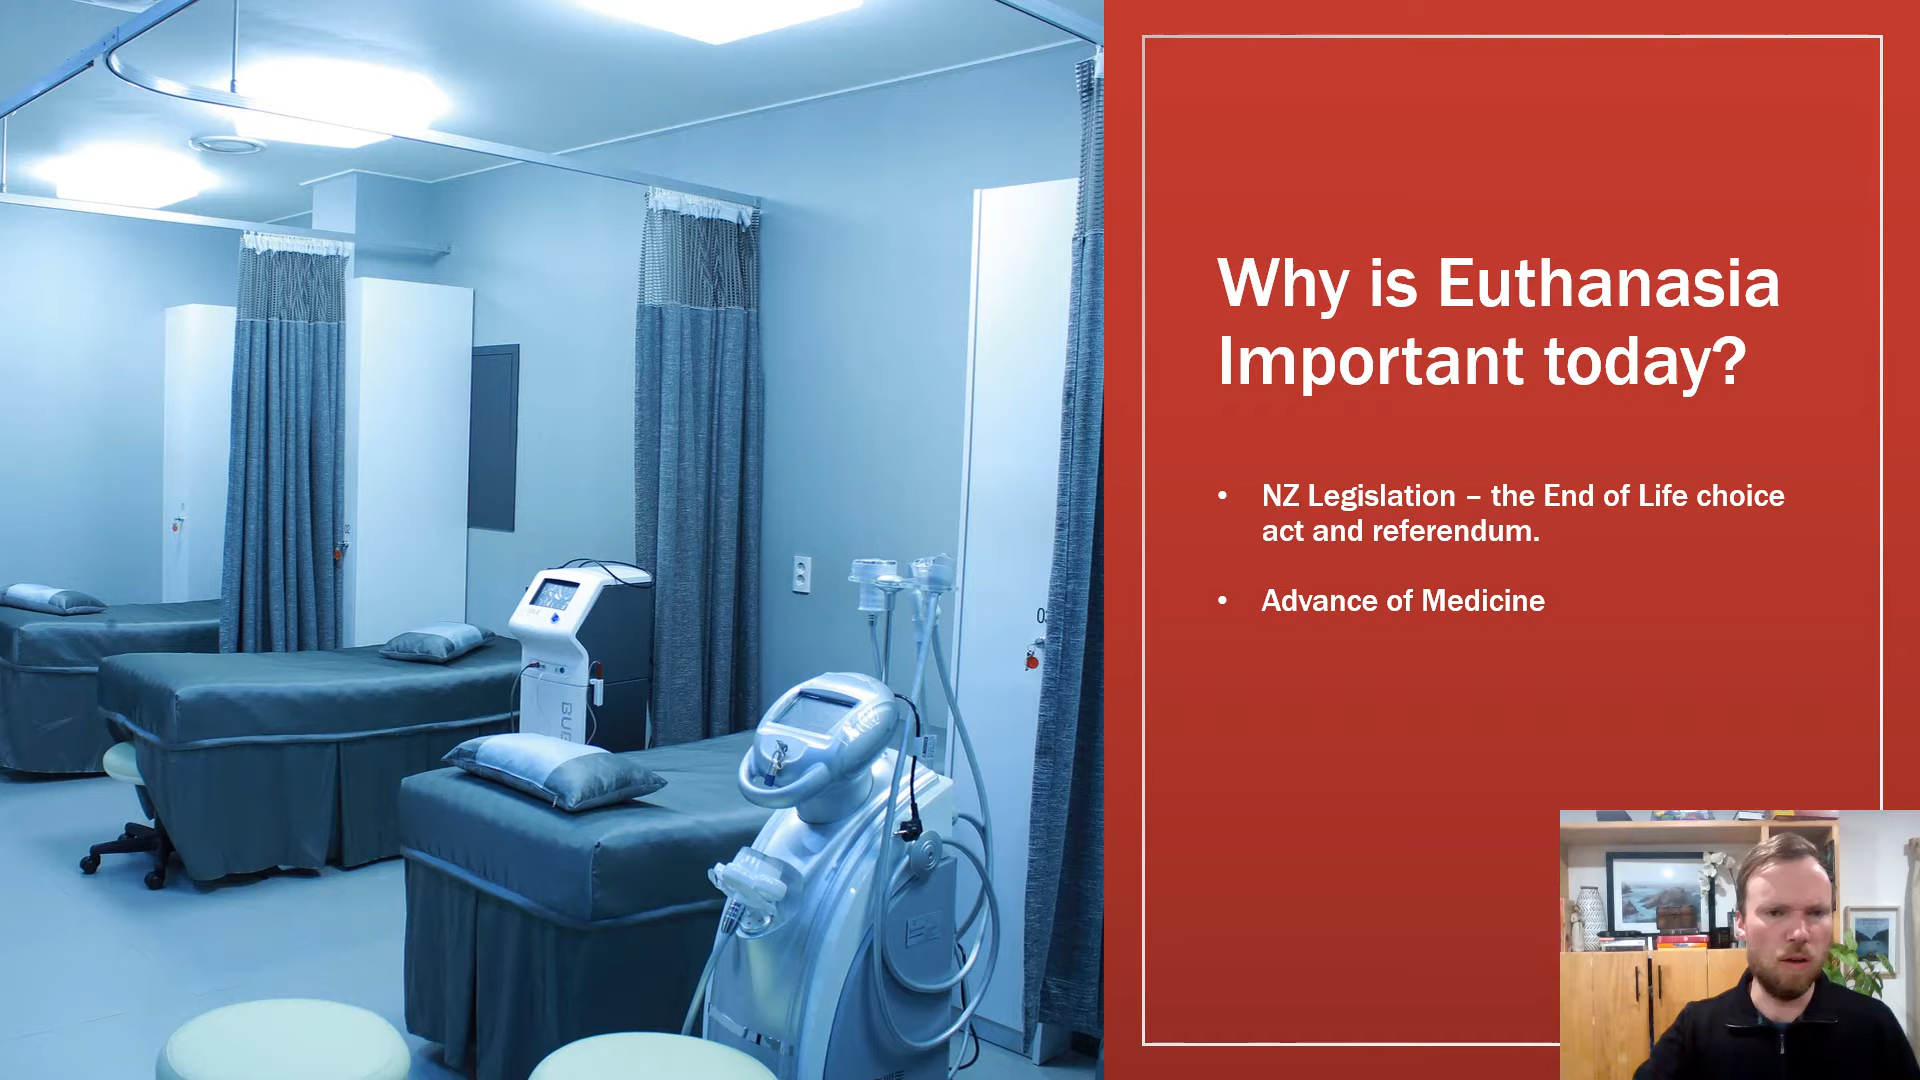 Why is Euthanasia
Important today?
• NZ Legislation – the End of Life choice
act and referendum.
• Advance of Medicine